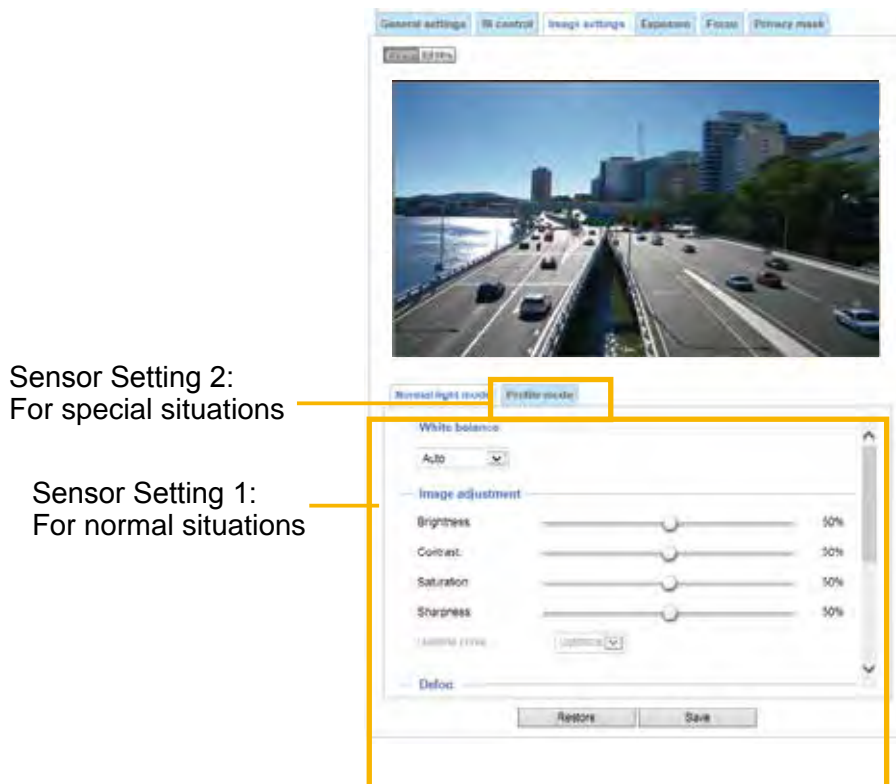 General settings IR control Image settings Exposure Focus Privacy mask
Sensor Setting 2:
For special situations
Normal light mode Profile mode
White balance
Auto
Sensor Setting 1:
For normal situations
Image adjustment
Brightness 50%
Contrast 50%
Saturation 50%
Sharpness 50%
Defog
Restore Save